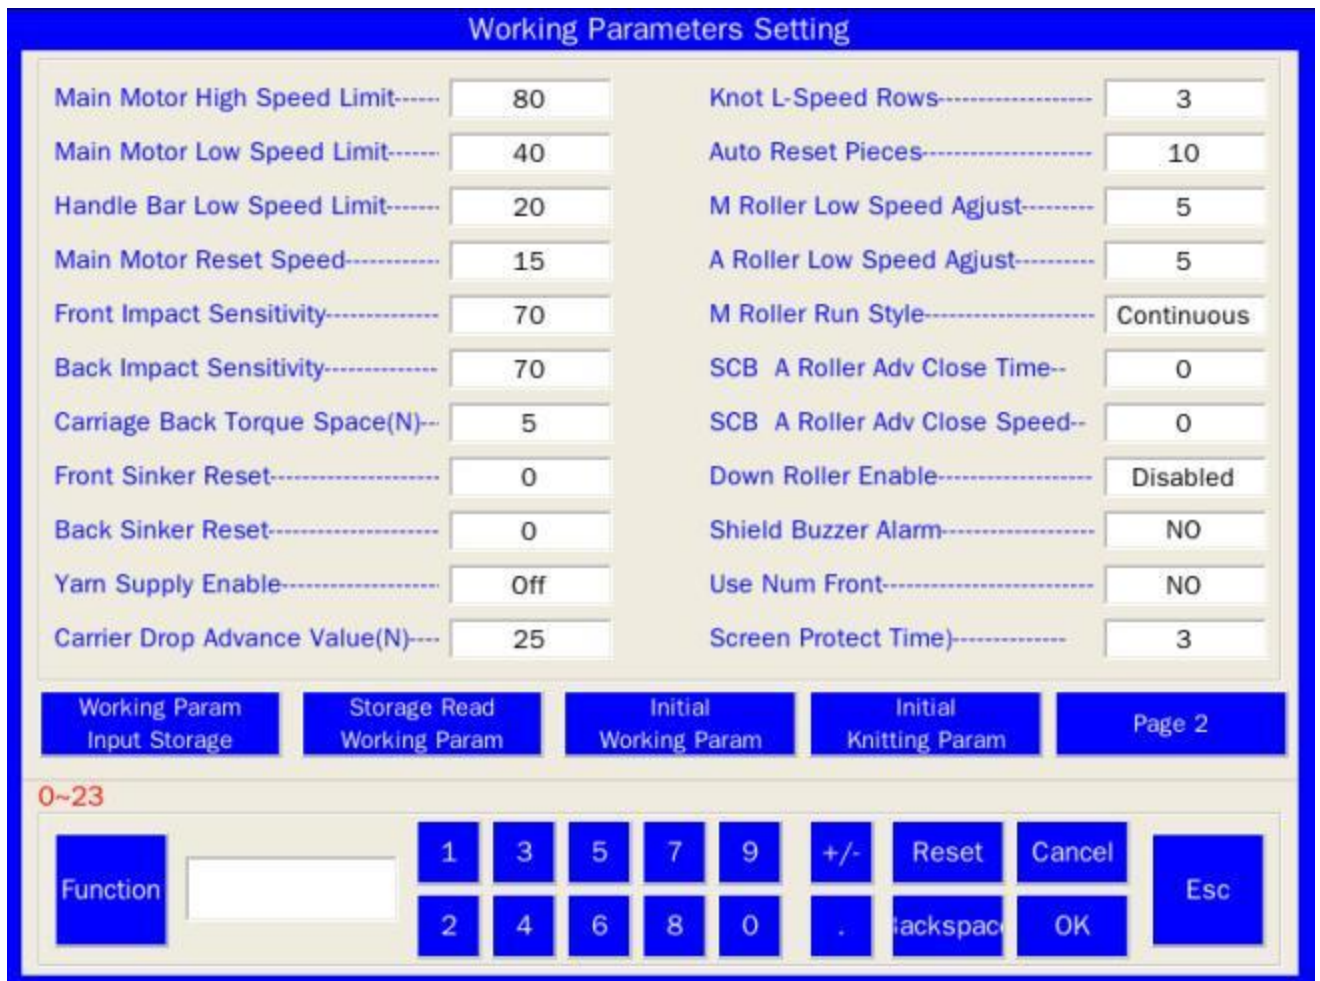 Working Parameters Setting
Main Motor High Speed Limit------ 80
Knot L-Speed Rows------------------- 3
Main Motor Low Speed Limit------- 40
Auto Reset Pieces--------------------- 10
Handle Bar Low Speed Limit------- 20
M Roller Low Speed Agjust--------- 5
Main Motor Reset Speed------------ 15
A Roller Low Speed Agjust---------- 5
Front Impact Sensitivity-------------- 70
M Roller Run Style--------------------- Continuous
Back Impact Sensitivity-------------- 70
SCB A Roller Adv Close Time-- 0
Carriage Back Torque Space(N)-- 5
SCB A Roller Adv Close Speed-- 0
Front Sinker Reset--------------------- 0
Down Roller Enable------------------- Disabled
Back Sinker Reset--------------------- 0
Shield Buzzer Alarm------------------- NO
Yarn Supply Enable------------------- Off
Use Num Front-------------------------- NO
Carrier Drop Advance Value(N)---- 25
Screen Protect Time)-------------- 3
Working Param
Input Storage
Storage Read
Working Param
Initial
Working Param
Initial
Knitting Param
Page 2
0~23
Function
1 3 5 7 9 +/- Reset Cancel
Esc
2 4 6 8 0 . ackspac OK